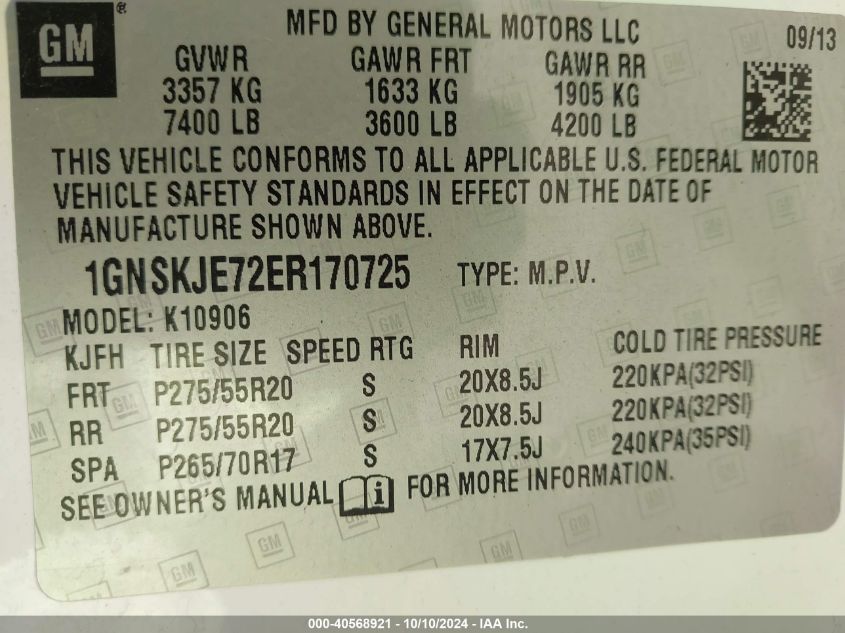 GM ®
MFD BY GENERAL MOTORS LLC
09/13
GVWR GAWR FRT GAWR RR
3357 KG 1633 KG 1905 KG
7400 LB 3600 LB 4200 LB
THIS VEHICLE CONFORMS TO ALL APPLICABLE U.S. FEDERAL MOTOR
VEHICLE SAFETY STANDARDS IN EFFECT ON THE DATE OF
MANUFACTURE SHOWN ABOVE.
1GNSKJE72ER170725 TYPE: M.P.V.
MODEL: K10906
KJFH TIRE SIZE SPEED RTG RIM COLD TIRE PRESSURE
FRT P275/55R20 S 20X8.5J 220KPA(32PSI)
RR P275/55R20 S 20X8.5J 220KPA(32PSI)
SPA P265/70R17 S 17X7.5J 240KPA(35PSI)
SEE OWNER'S MANUAL i FOR MORE INFORMATION.
000-40568921 - 10/10/2024 - IAA Inc.